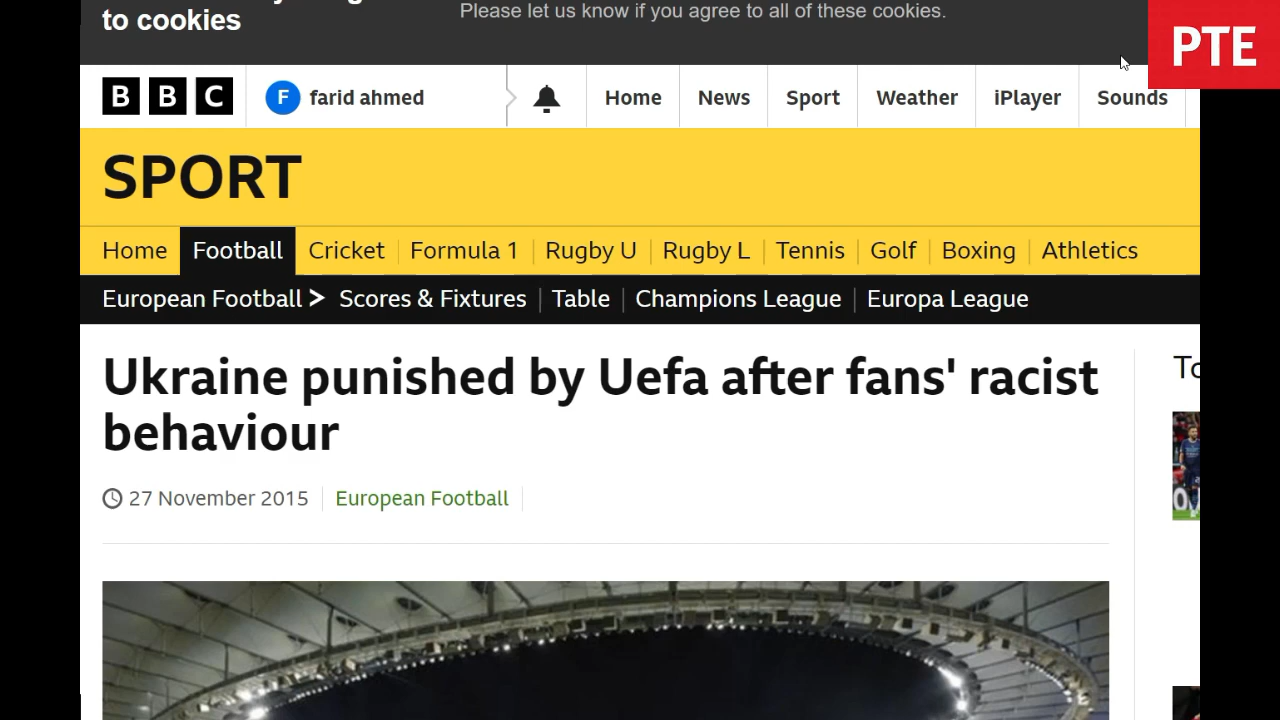 to cookies
Please let us know if you agree to all of these cookies.
PTE
BBC
F farid ahmed
Home News Sport Weather iPlayer Sounds
SPORT
Home Football Cricket Formula 1 Rugby U Rugby L Tennis Golf Boxing Athletics
European Football Scores & Fixtures Table Champions League Europa League
Ukraine punished by Uefa after fans' racist
behaviour
27 November 2015 European Football